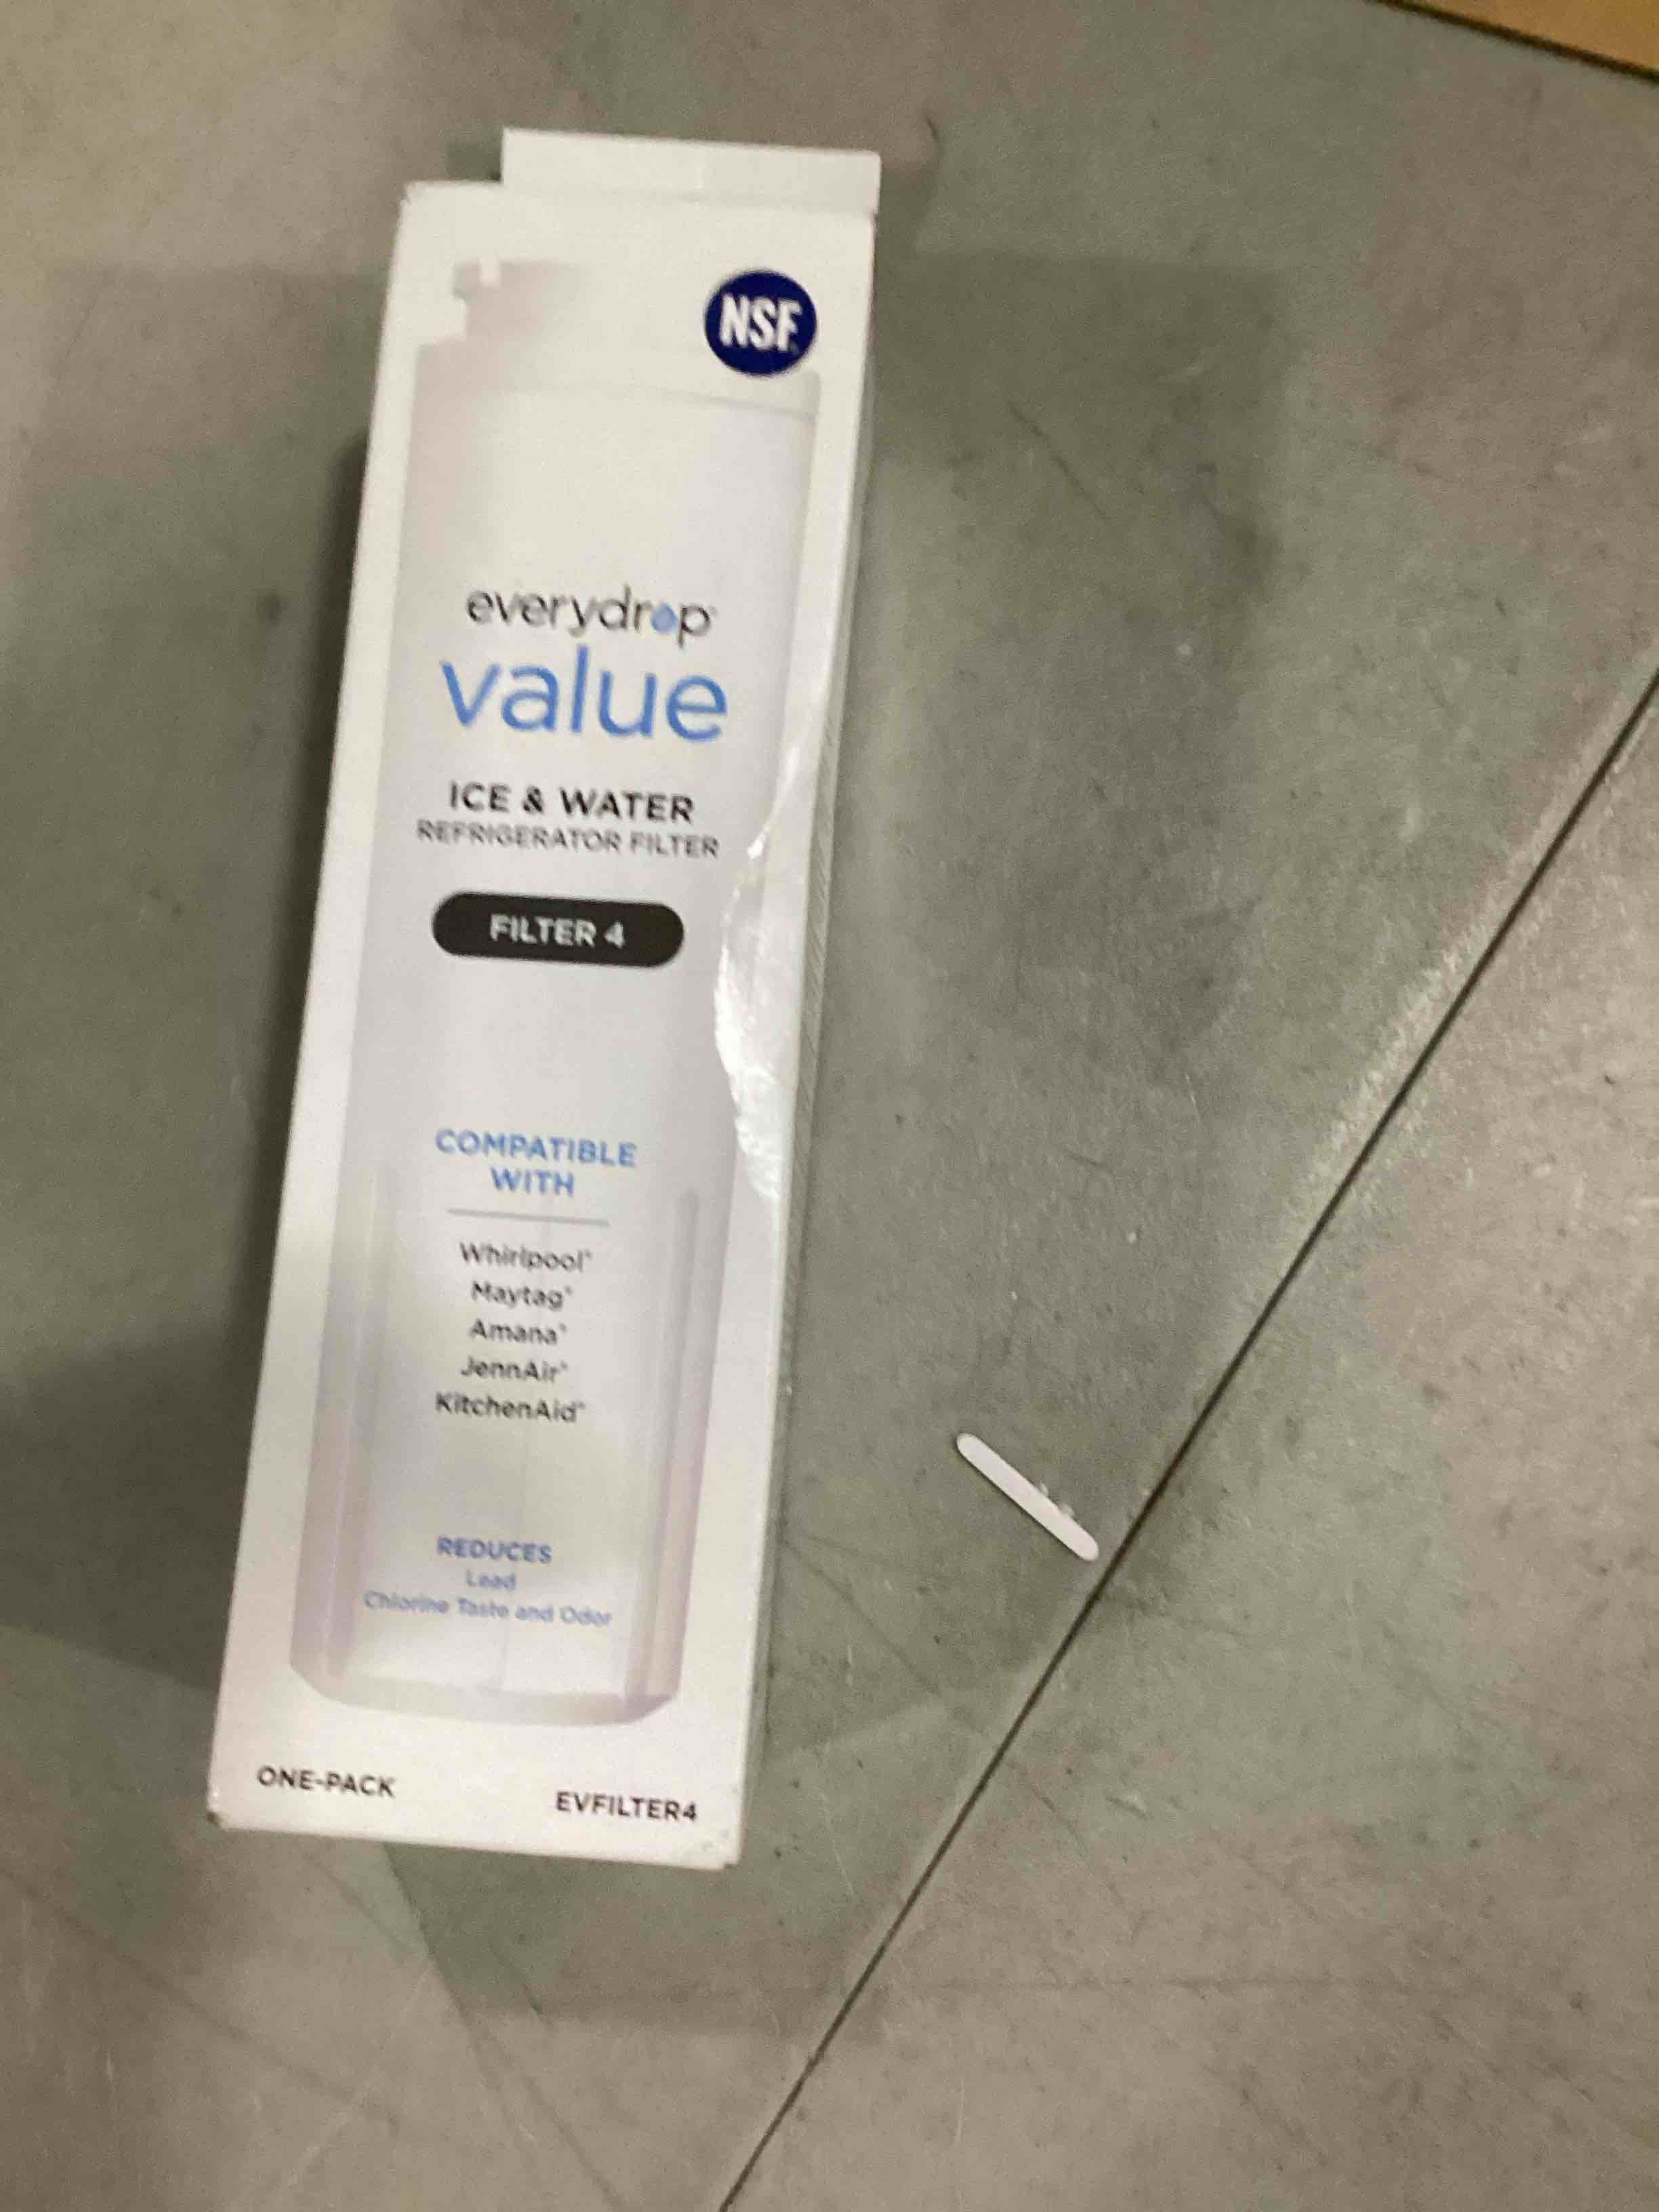 NSF
everydrop®
value
ICE & WATER
REFRIGERATOR FILTER
FILTER 4
COMPATIBLE
WITH
Whirlpool®
Maytag®
Amana®
JennAir®
KitchenAid®
REDUCES
Lead
Chlorine Taste and Odor
ONE-PACK
EVFILTER4